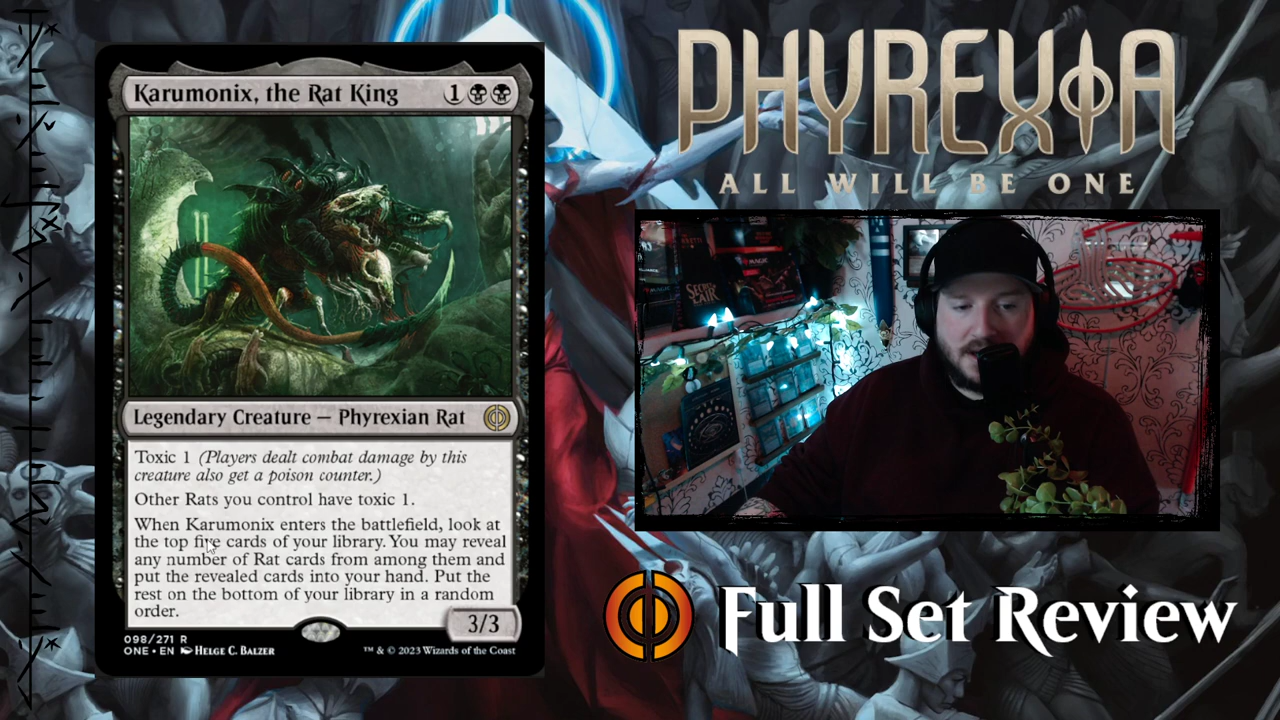 Karumonix, the Rat King 1
Legendary Creature — Phyrexian Rat
Toxic 1 (Players dealt combat damage by this
creature also get a poison counter.)
Other Rats you control have toxic 1.
When Karumonix enters the battlefield, look at
the top five cards of your library. You may reveal
any number of Rat cards from among them and
put the revealed cards into your hand. Put the
rest on the bottom of your library in a random
order.
3/3
098/271 R
ONE • EN HELGE C. BALZER
™ & © 2023 Wizards of the Coast
PHYREXIA
ALL WILL BE ONE
SECRET
LAIR
MAGIC
Full Set Review